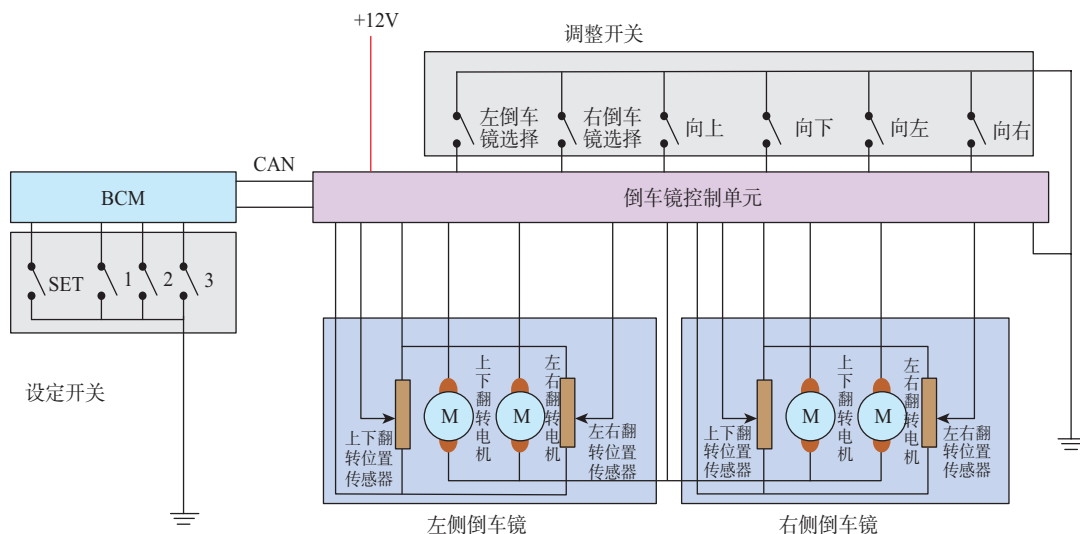 +12V
调整开关
左倒车
镜选择
右倒车
镜选择
向上
向下
向左
向右
CAN
BCM
倒车镜控制单元
SET
1
2
3
设定开关
上下翻
转位置
传感器
M
上下翻转电机
M
左右翻转电机
左右翻
转位置
传感器
左侧倒车镜
上下翻
转位置
传感器
M
上下翻转电机
M
左右翻转电机
左右翻
转位置
传感器
右侧倒车镜